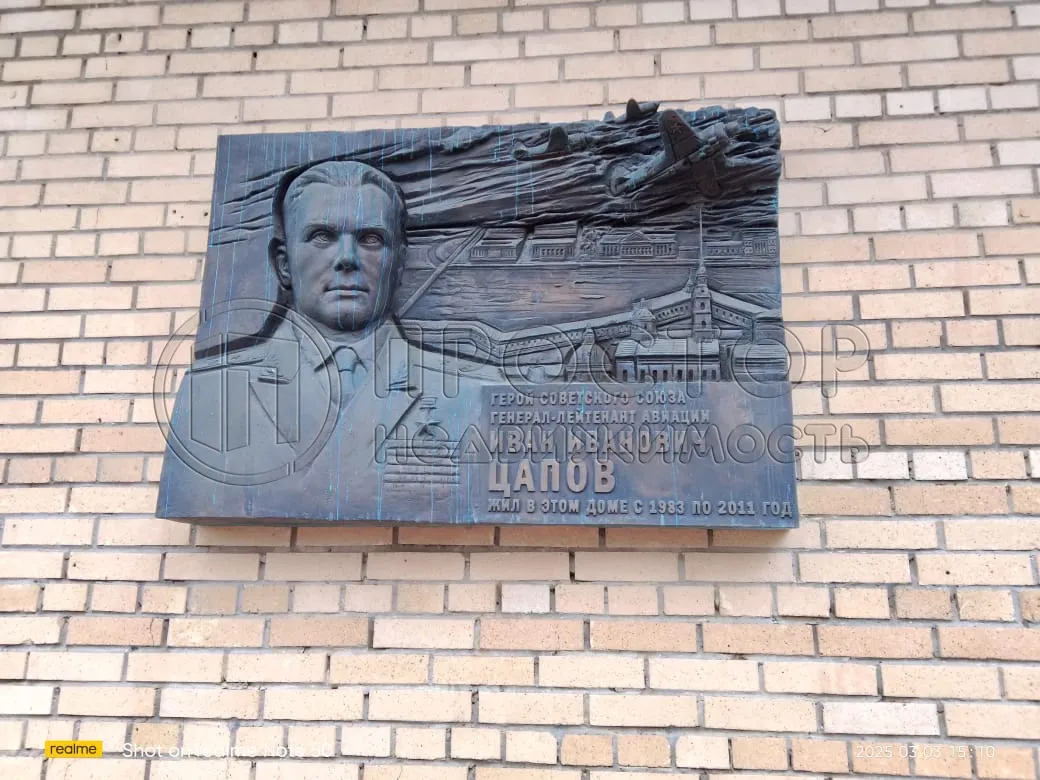 ПРОСТОР
НЕДВИЖИМОСТЬ
ГЕРОЙ СОВЕТСКОГО СОЮЗА
ГЕНЕРАЛ-ЛЕЙТЕНАНТ АВИАЦИИ
ИВАН ИВАНОВИЧ
ЦАПОВ
ЖИЛ В ЭТОМ ДОМЕ С 1983 ПО 2011 ГОД
realme
Shot on realme Note 50
2025.03.03 15:10